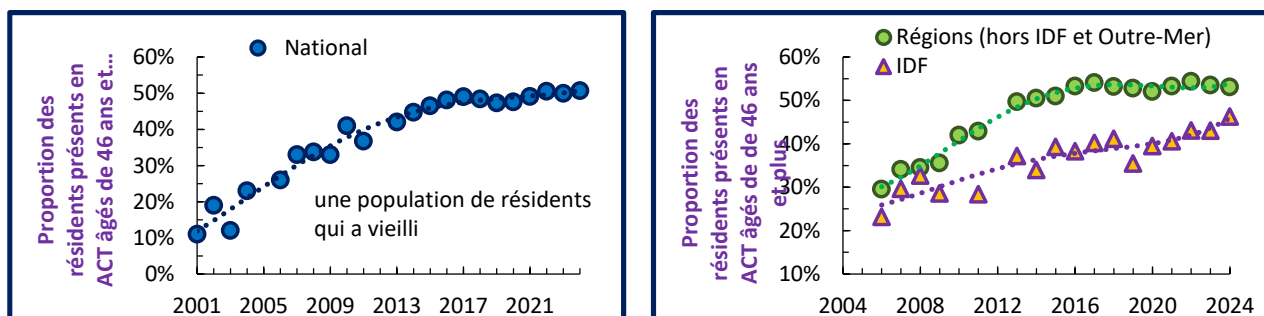 Proportion des
résidents présents en
ACT âgés de 46 ans et...
60%
50%
40%
30%
20%
10%
0%
National
une population de résidents
qui a vieilli
2001 2005 2009 2013 2017 2021
Proportion des
résidents présents en
ACT âgés de 46 ans
et plus
60%
50%
40%
30%
20%
10%
Régions (hors IDF et Outre-Mer)
IDF
2004 2008 2012 2016 2020 2024